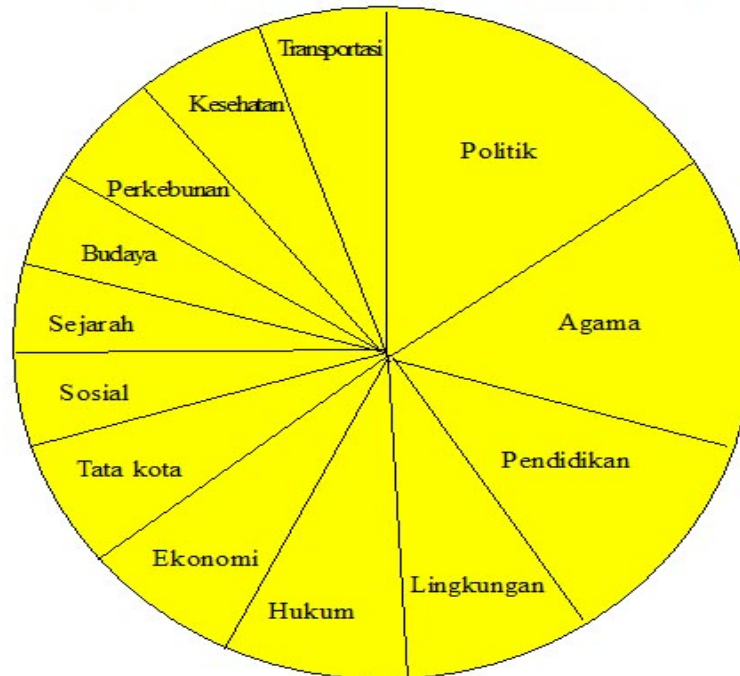 Transportasi
Kesehatan
Politik
Perkebunan
Budaya
Sejarah
Agama
Sosial
Tata kota
Pendidikan
Ekonomi
Hukum
Lingkungan